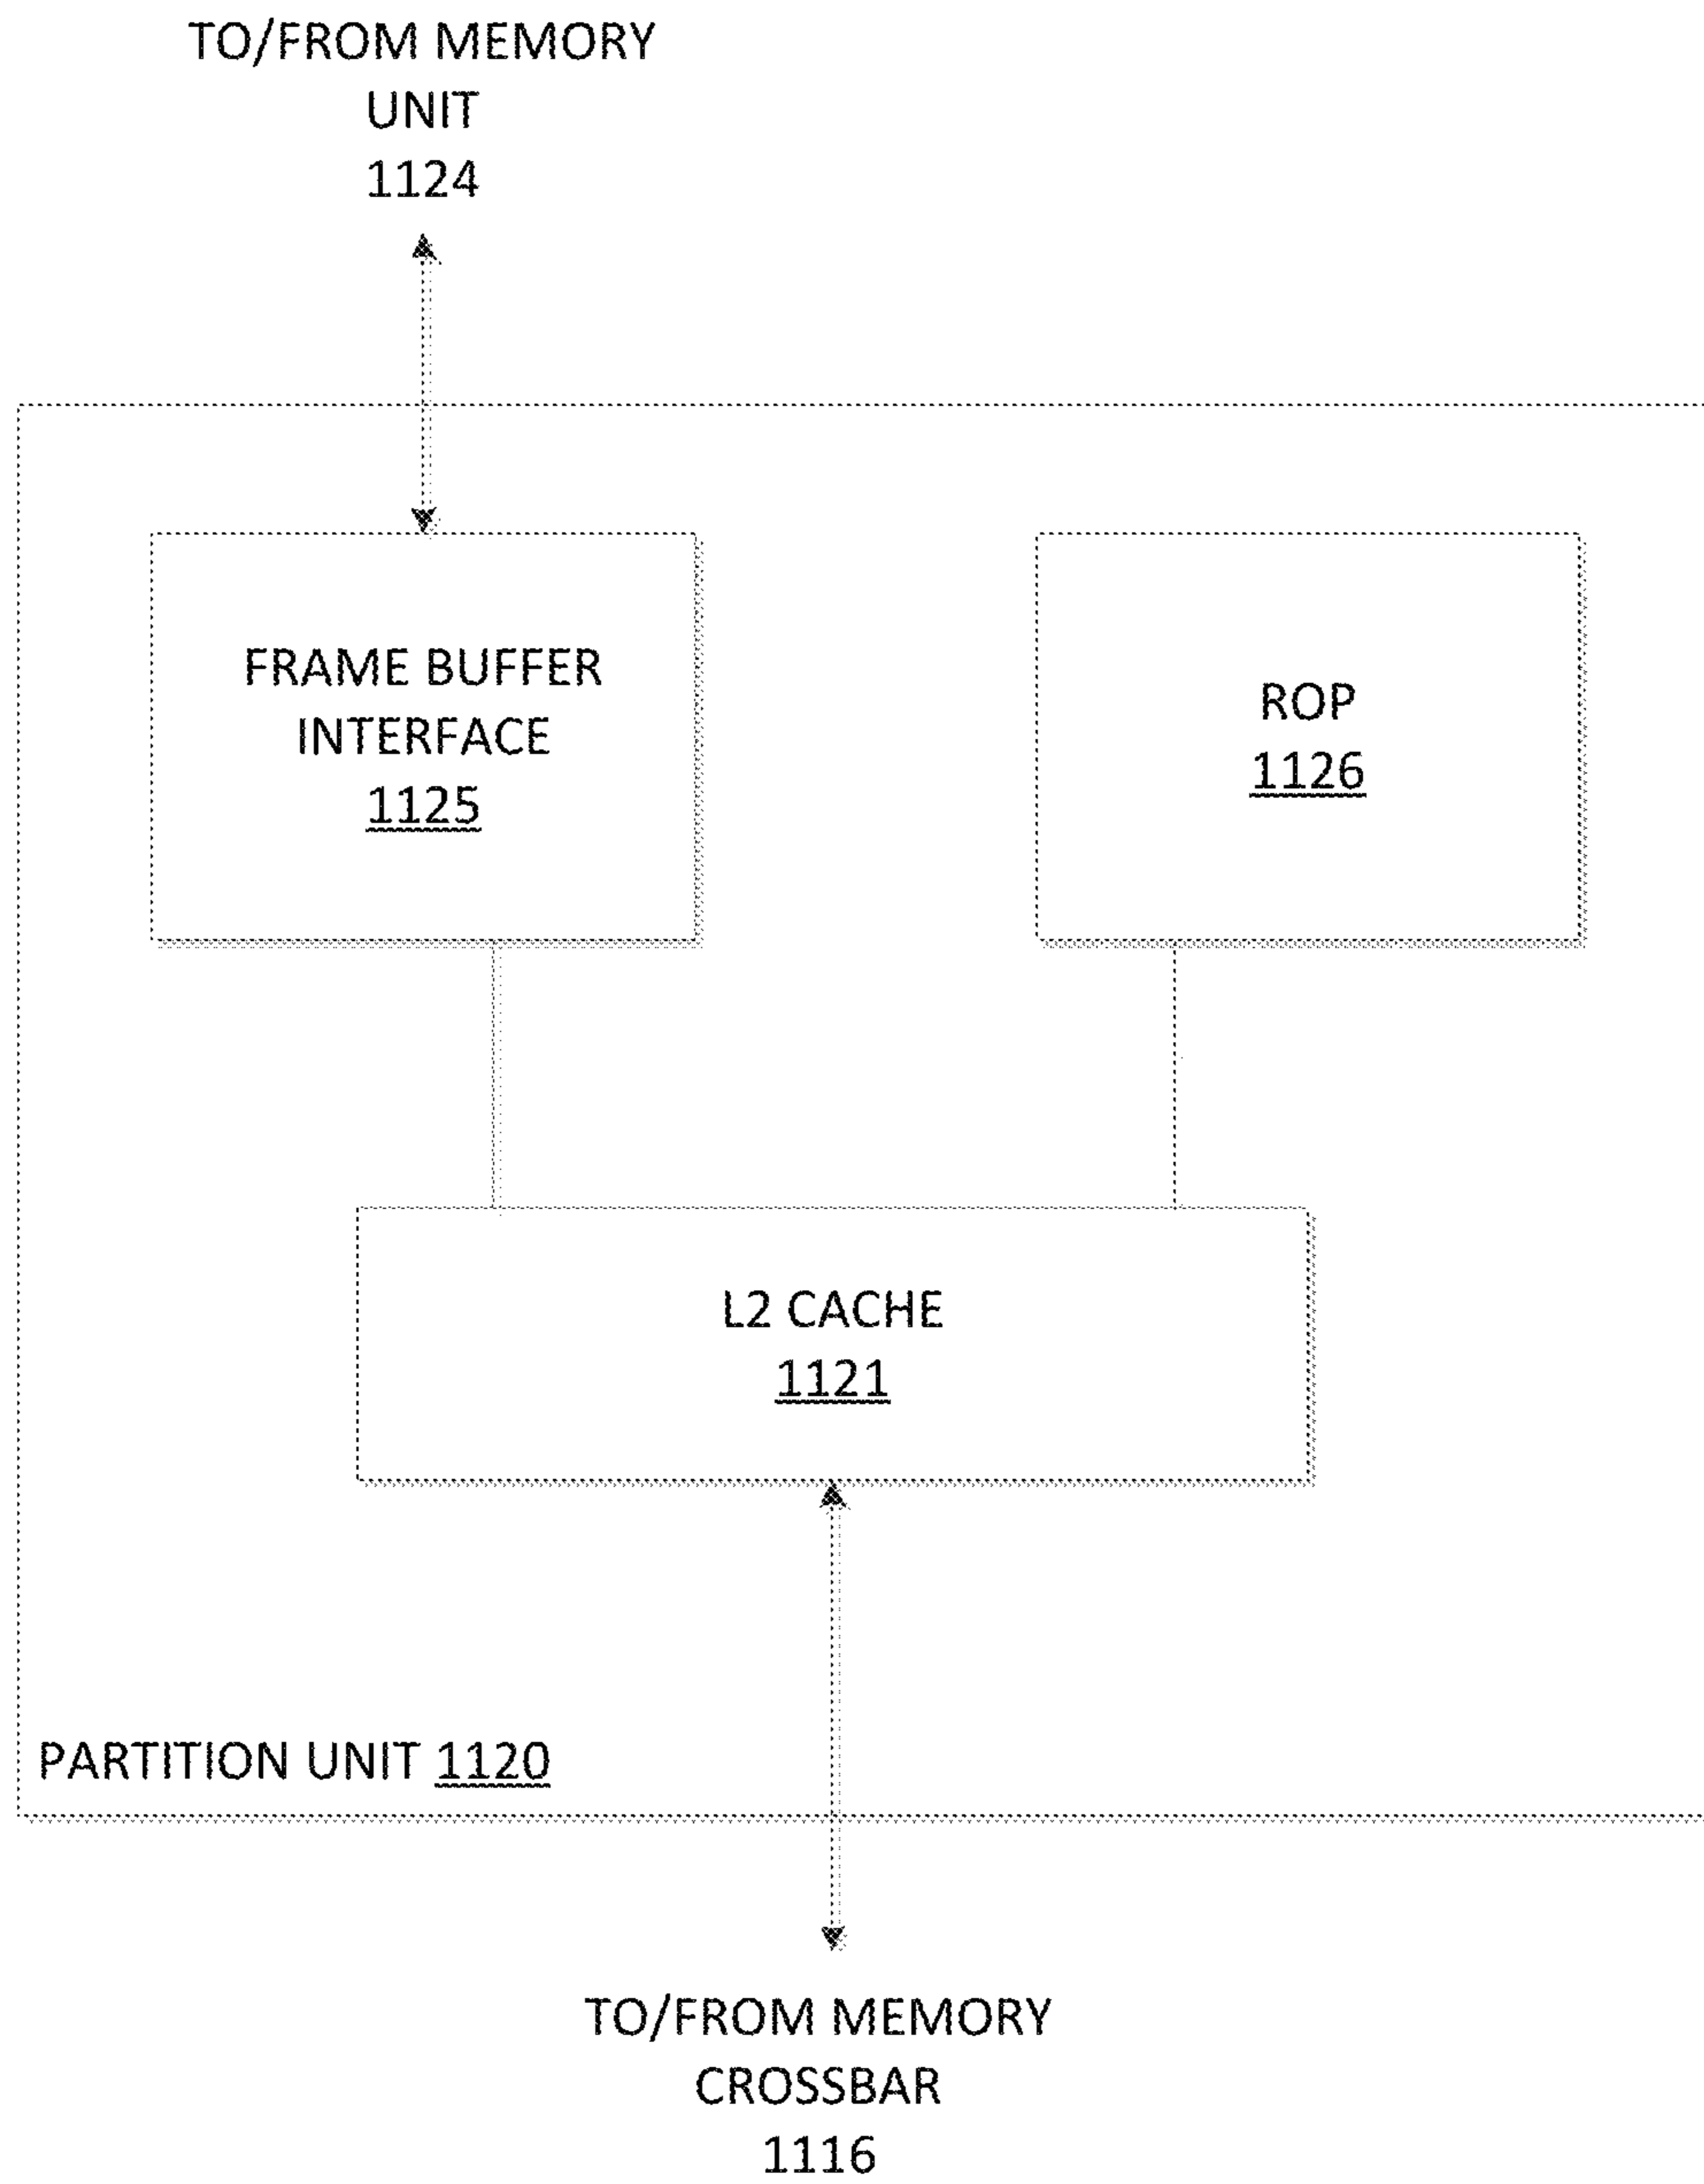 TO/FROM MEMORY
UNIT
1124
FRAME BUFFER
INTERFACE
1125
ROP
1126
L2 CACHE
1121
PARTITION UNIT 1120
TO/FROM MEMORY
CROSSBAR
1116